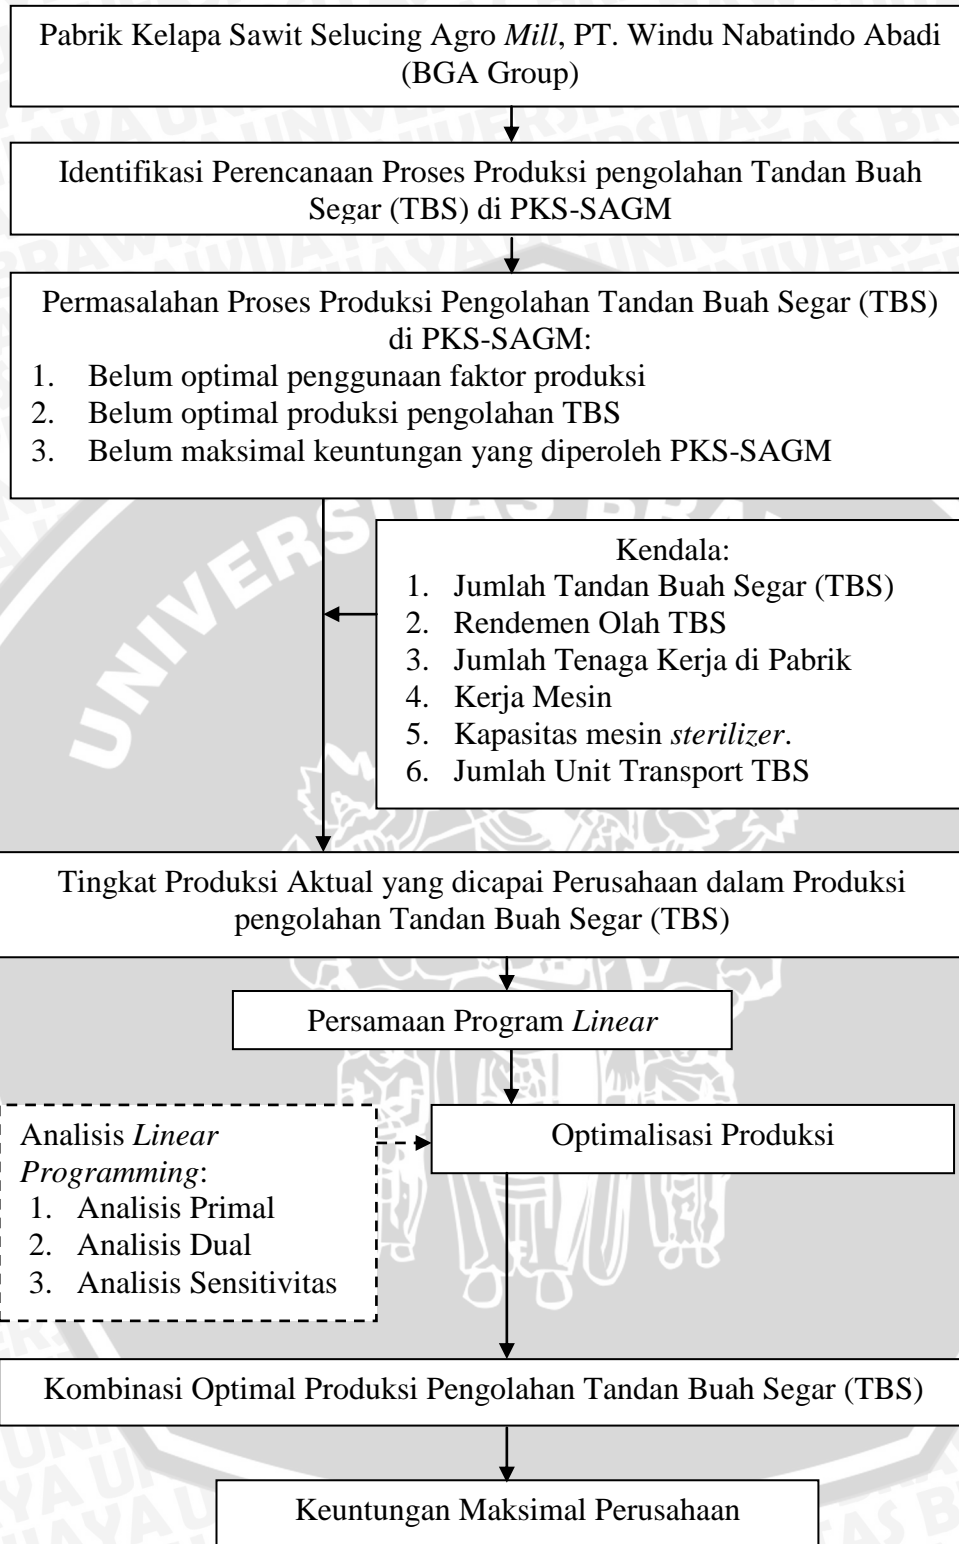 Pabrik Kelapa Sawit Selucing Agro Mill, PT. Windu Nabatindo Abadi
(BGA Group)
Identifikasi Perencanaan Proses Produksi pengolahan Tandan Buah
Segar (TBS) di PKS-SAGM
Permasalahan Proses Produksi Pengolahan Tandan Buah Segar (TBS)
di PKS-SAGM:
1. Belum optimal penggunaan faktor produksi
2. Belum optimal produksi pengolahan TBS
3. Belum maksimal keuntungan yang diperoleh PKS-SAGM
Kendala:
1. Jumlah Tandan Buah Segar (TBS)
2. Rendemen Olah TBS
3. Jumlah Tenaga Kerja di Pabrik
4. Kerja Mesin
5. Kapasitas mesin sterilizer.
6. Jumlah Unit Transport TBS
Tingkat Produksi Aktual yang dicapai Perusahaan dalam Produksi
pengolahan Tandan Buah Segar (TBS)
Persamaan Program Linear
Analisis Linear
Programming:
1. Analisis Primal
2. Analisis Dual
3. Analisis Sensitivitas
Optimalisasi Produksi
Kombinasi Optimal Produksi Pengolahan Tandan Buah Segar (TBS)
Keuntungan Maksimal Perusahaan
UNIVERSITAS BRA